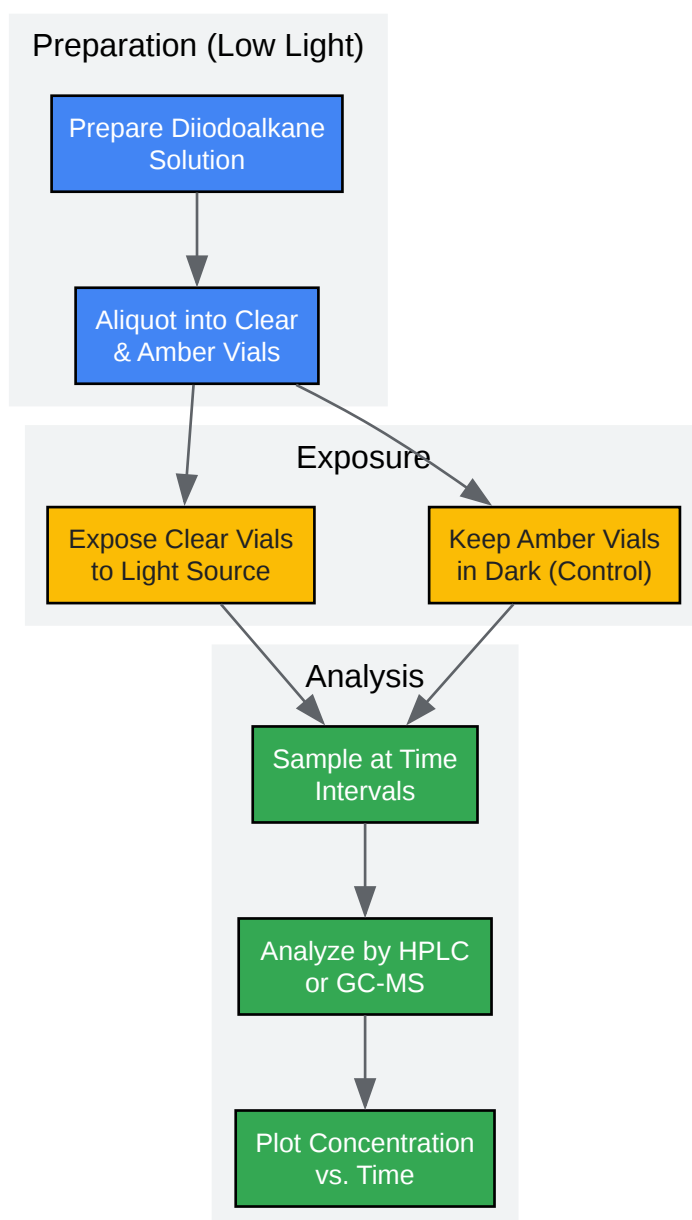 Preparation (Low Light)
Prepare Diiodoalkane
Solution
Aliquot into Clear
& Amber Vials
Exposure
Expose Clear Vials
to Light Source
Keep Amber Vials
in Dark (Control)
Analysis
Sample at Time
Intervals
Analyze by HPLC
or GC-MS
Plot Concentration
vs. Time